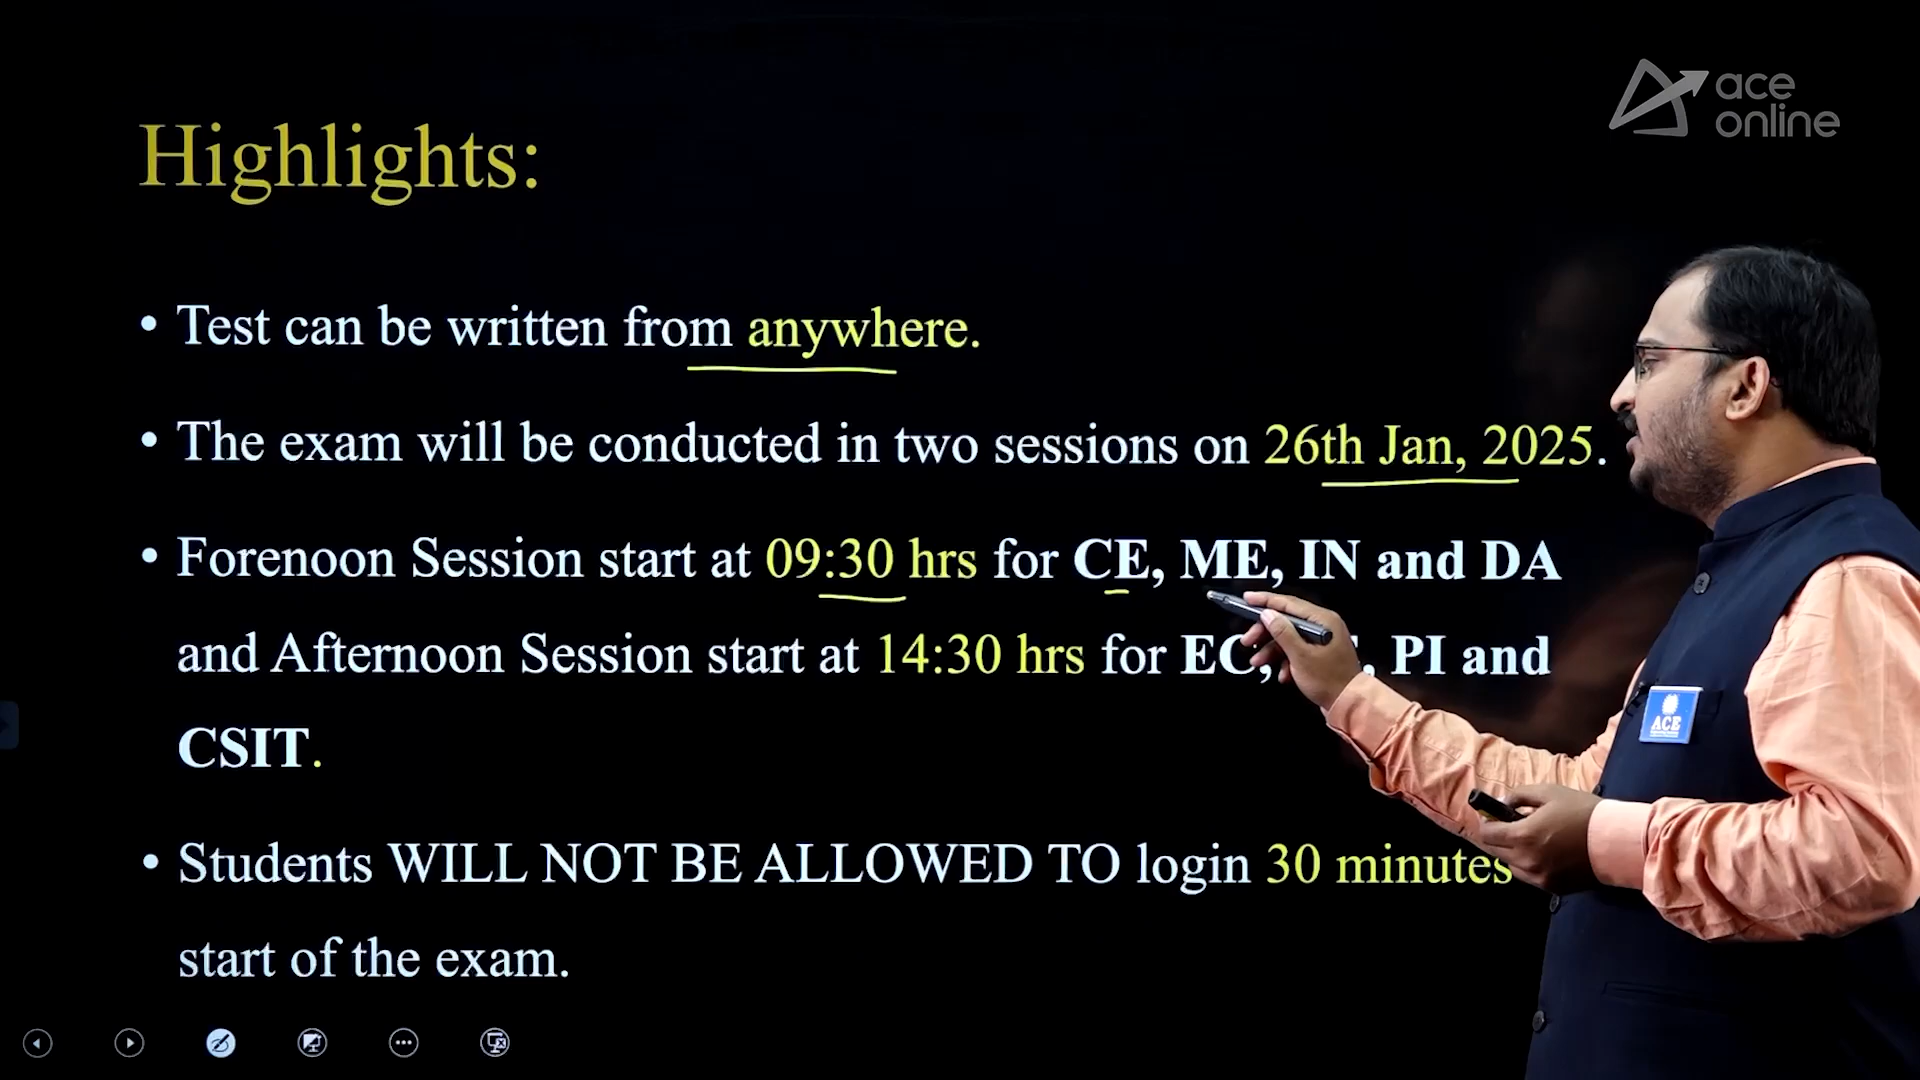 ace
online
Highlights:
• Test can be written from anywhere.
• The exam will be conducted in two sessions on 26th Jan, 2025.
• Forenoon Session start at 09:30 hrs for CE, ME, IN and DA
and Afternoon Session start at 14:30 hrs for EC, PI and
CSIT.
• Students WILL NOT BE ALLOWED TO login 30 minutes
start of the exam.
ACE